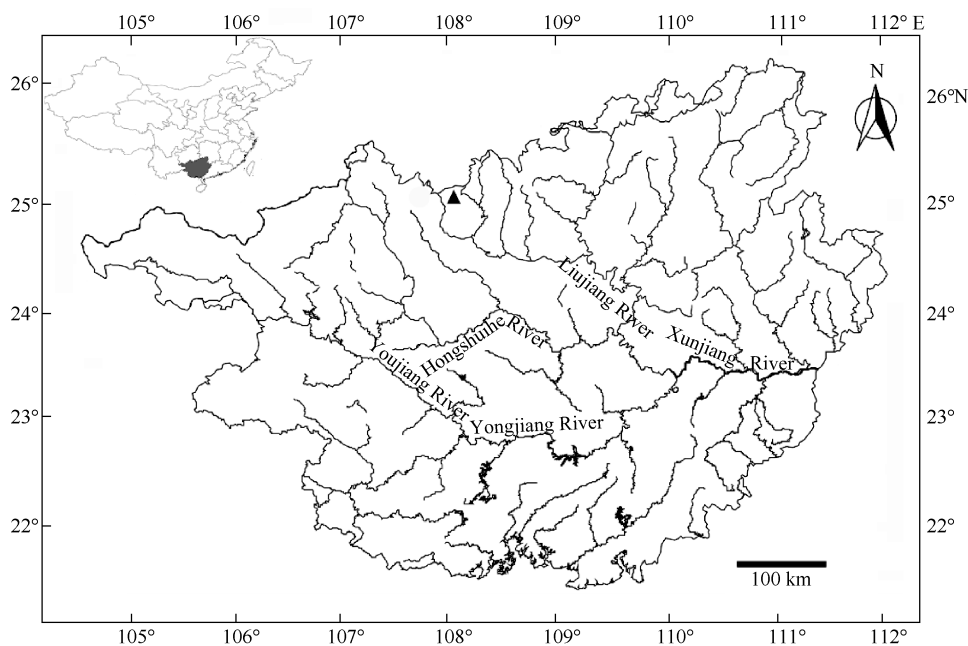 105° 106° 107° 108° 109° 110° 111° 112° E
N
26° 26°N
25° 25°
24° 24°
23° 23°
22° 22°
Liujiang River
Xunjiang River
Hongshuihe River
Youjiang River
Yongjiang River
100 km
105° 106° 107° 108° 109° 110° 111° 112°